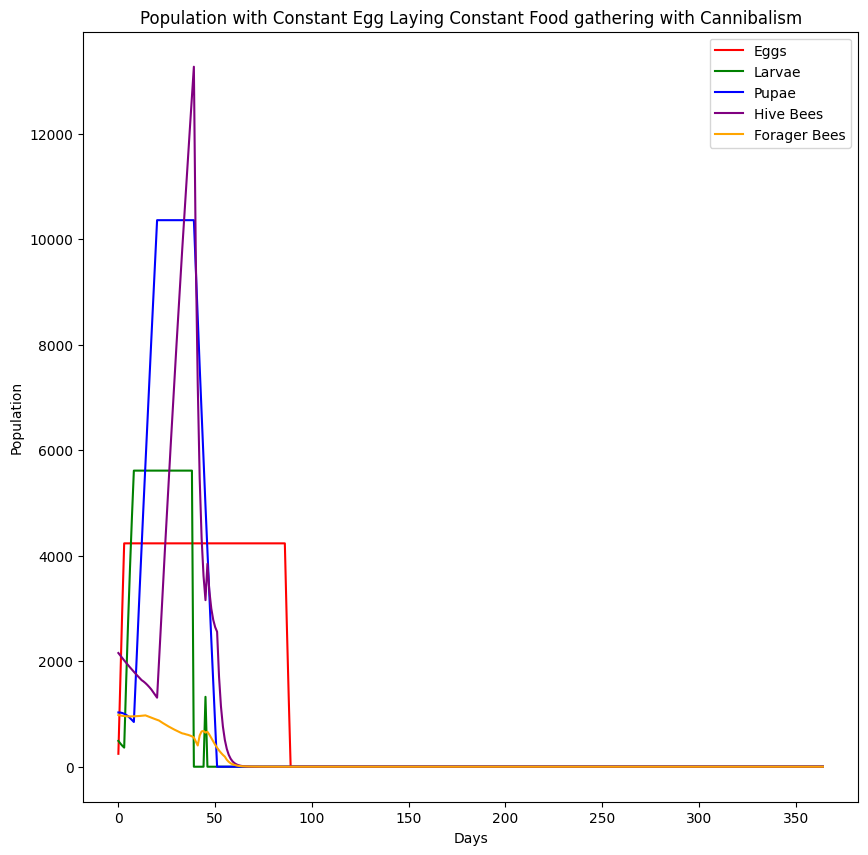 Population with Constant Egg Laying Constant Food gathering with Cannibalism
Eggs
Larvae
Pupae
Hive Bees
Forager Bees
12000
10000
8000
6000
4000
2000
0
Population
0 50 100 150 200 250 300 350
Days